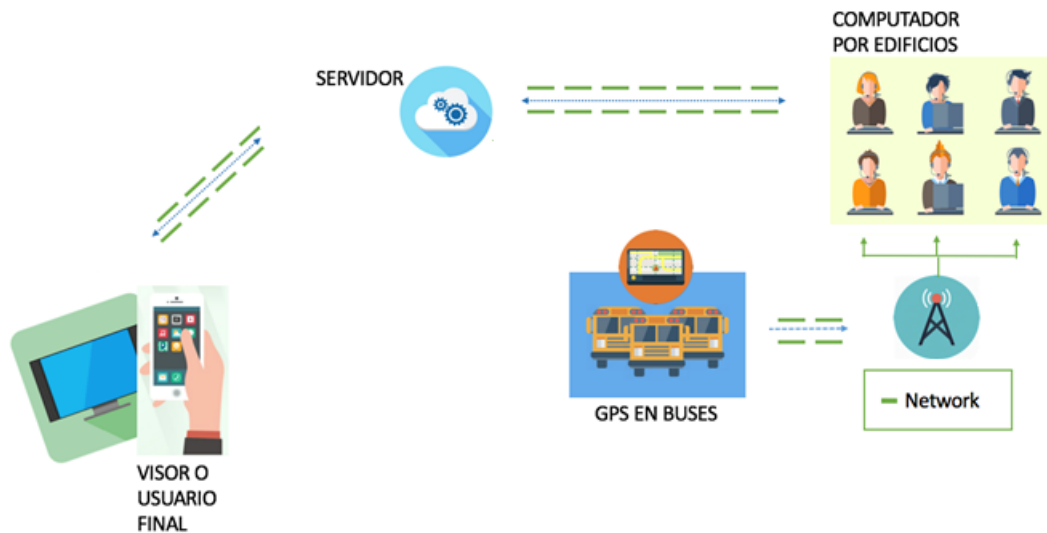 COMPUTADOR
POR EDIFICIOS
SERVIDOR
GPS EN BUSES
Network
VISOR O
USUARIO
FINAL